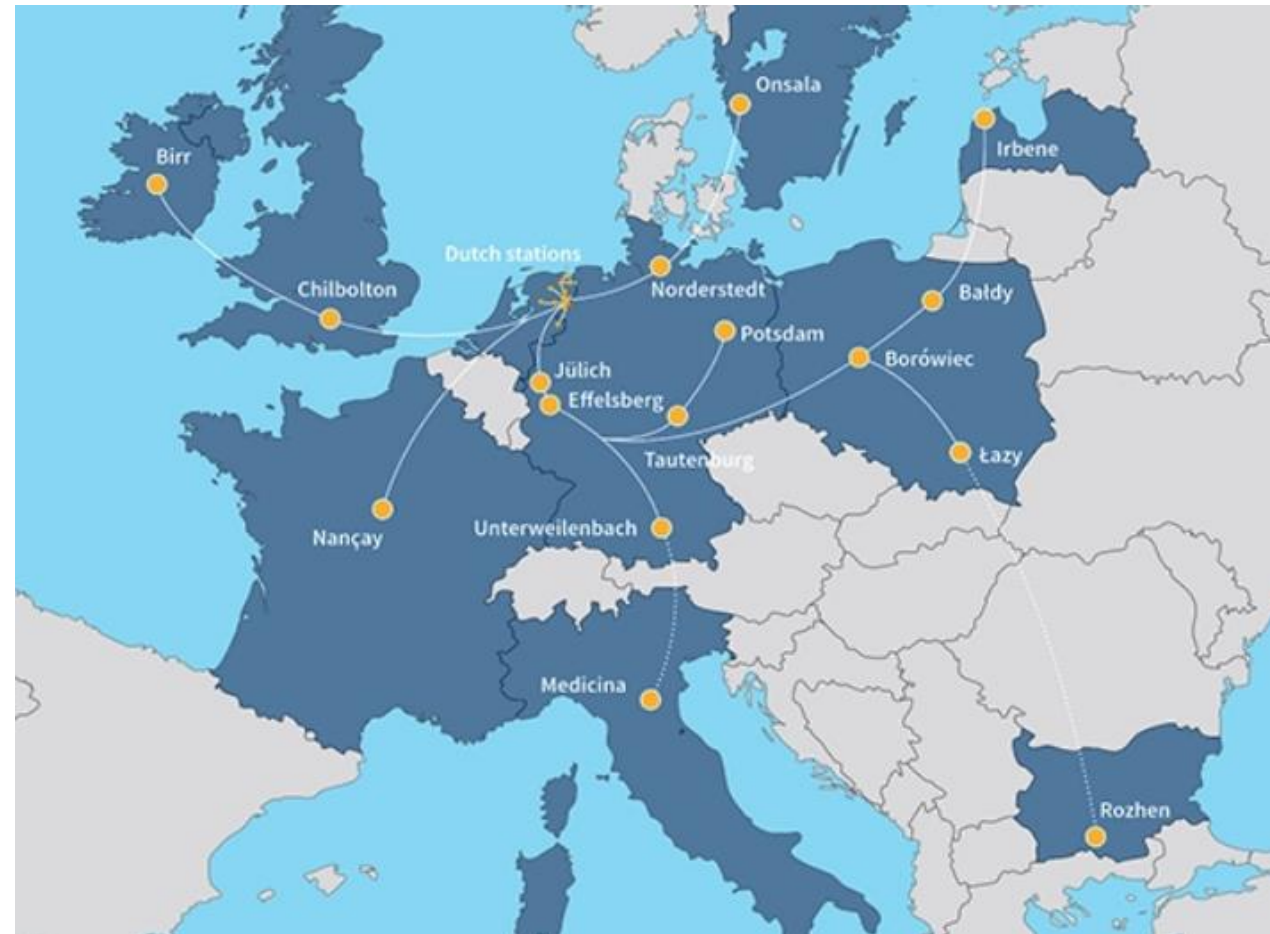 Onsala
Irbene
Birr
Dutch stations
Chilbolton
Norderstedt
Bałdy
Potsdam
Borówiec
Jülich
Effelsberg
Tautenburg
Łazy
Unterweilenbach
Nançay
Medicina
Rozhen